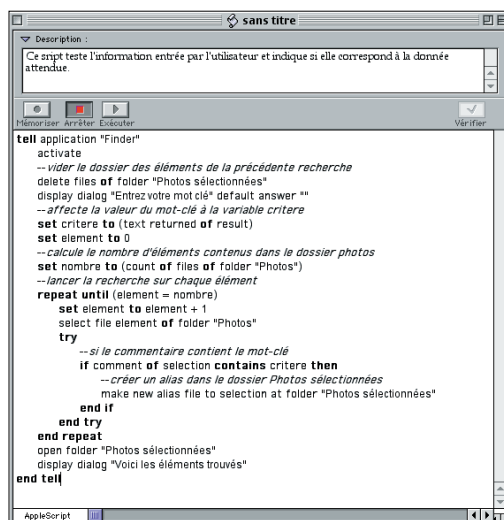 sans titre
Description :
Ce sript teste l'information entrée par l'utilisateur et indique si elle correspond à la donnée
attendue.
Mémoriser Arrêter Exécuter Vérifier
tell application "Finder"
activate
--vider le dossier des éléments de la précédente recherche
delete files of folder "Photos sélectionnées"
display dialog "Entrez votre mot clé" default answer ""
--affecte la valeur du mot-clé à la variable critere
set critere to (text returned of result)
set element to 0
--calcule le nombre d'éléments contenus dans le dossier photos
set nombre to (count of files of folder "Photos")
--lancer la recherche sur chaque élément
repeat until (element = nombre)
set element to element + 1
select file element of folder "Photos"
try
--si le commentaire contient le mot-clé
if comment of selection contains critere then
--créer un alias dans le dossier Photos sélectionnées
make new alias file to selection at folder "Photos sélectionnées"
end if
end try
end repeat
open folder "Photos sélectionnées"
display dialog "Voici les éléments trouvés"
end tell
AppleScript